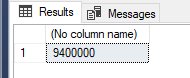 Results Messages
(No column name)
1 9400000